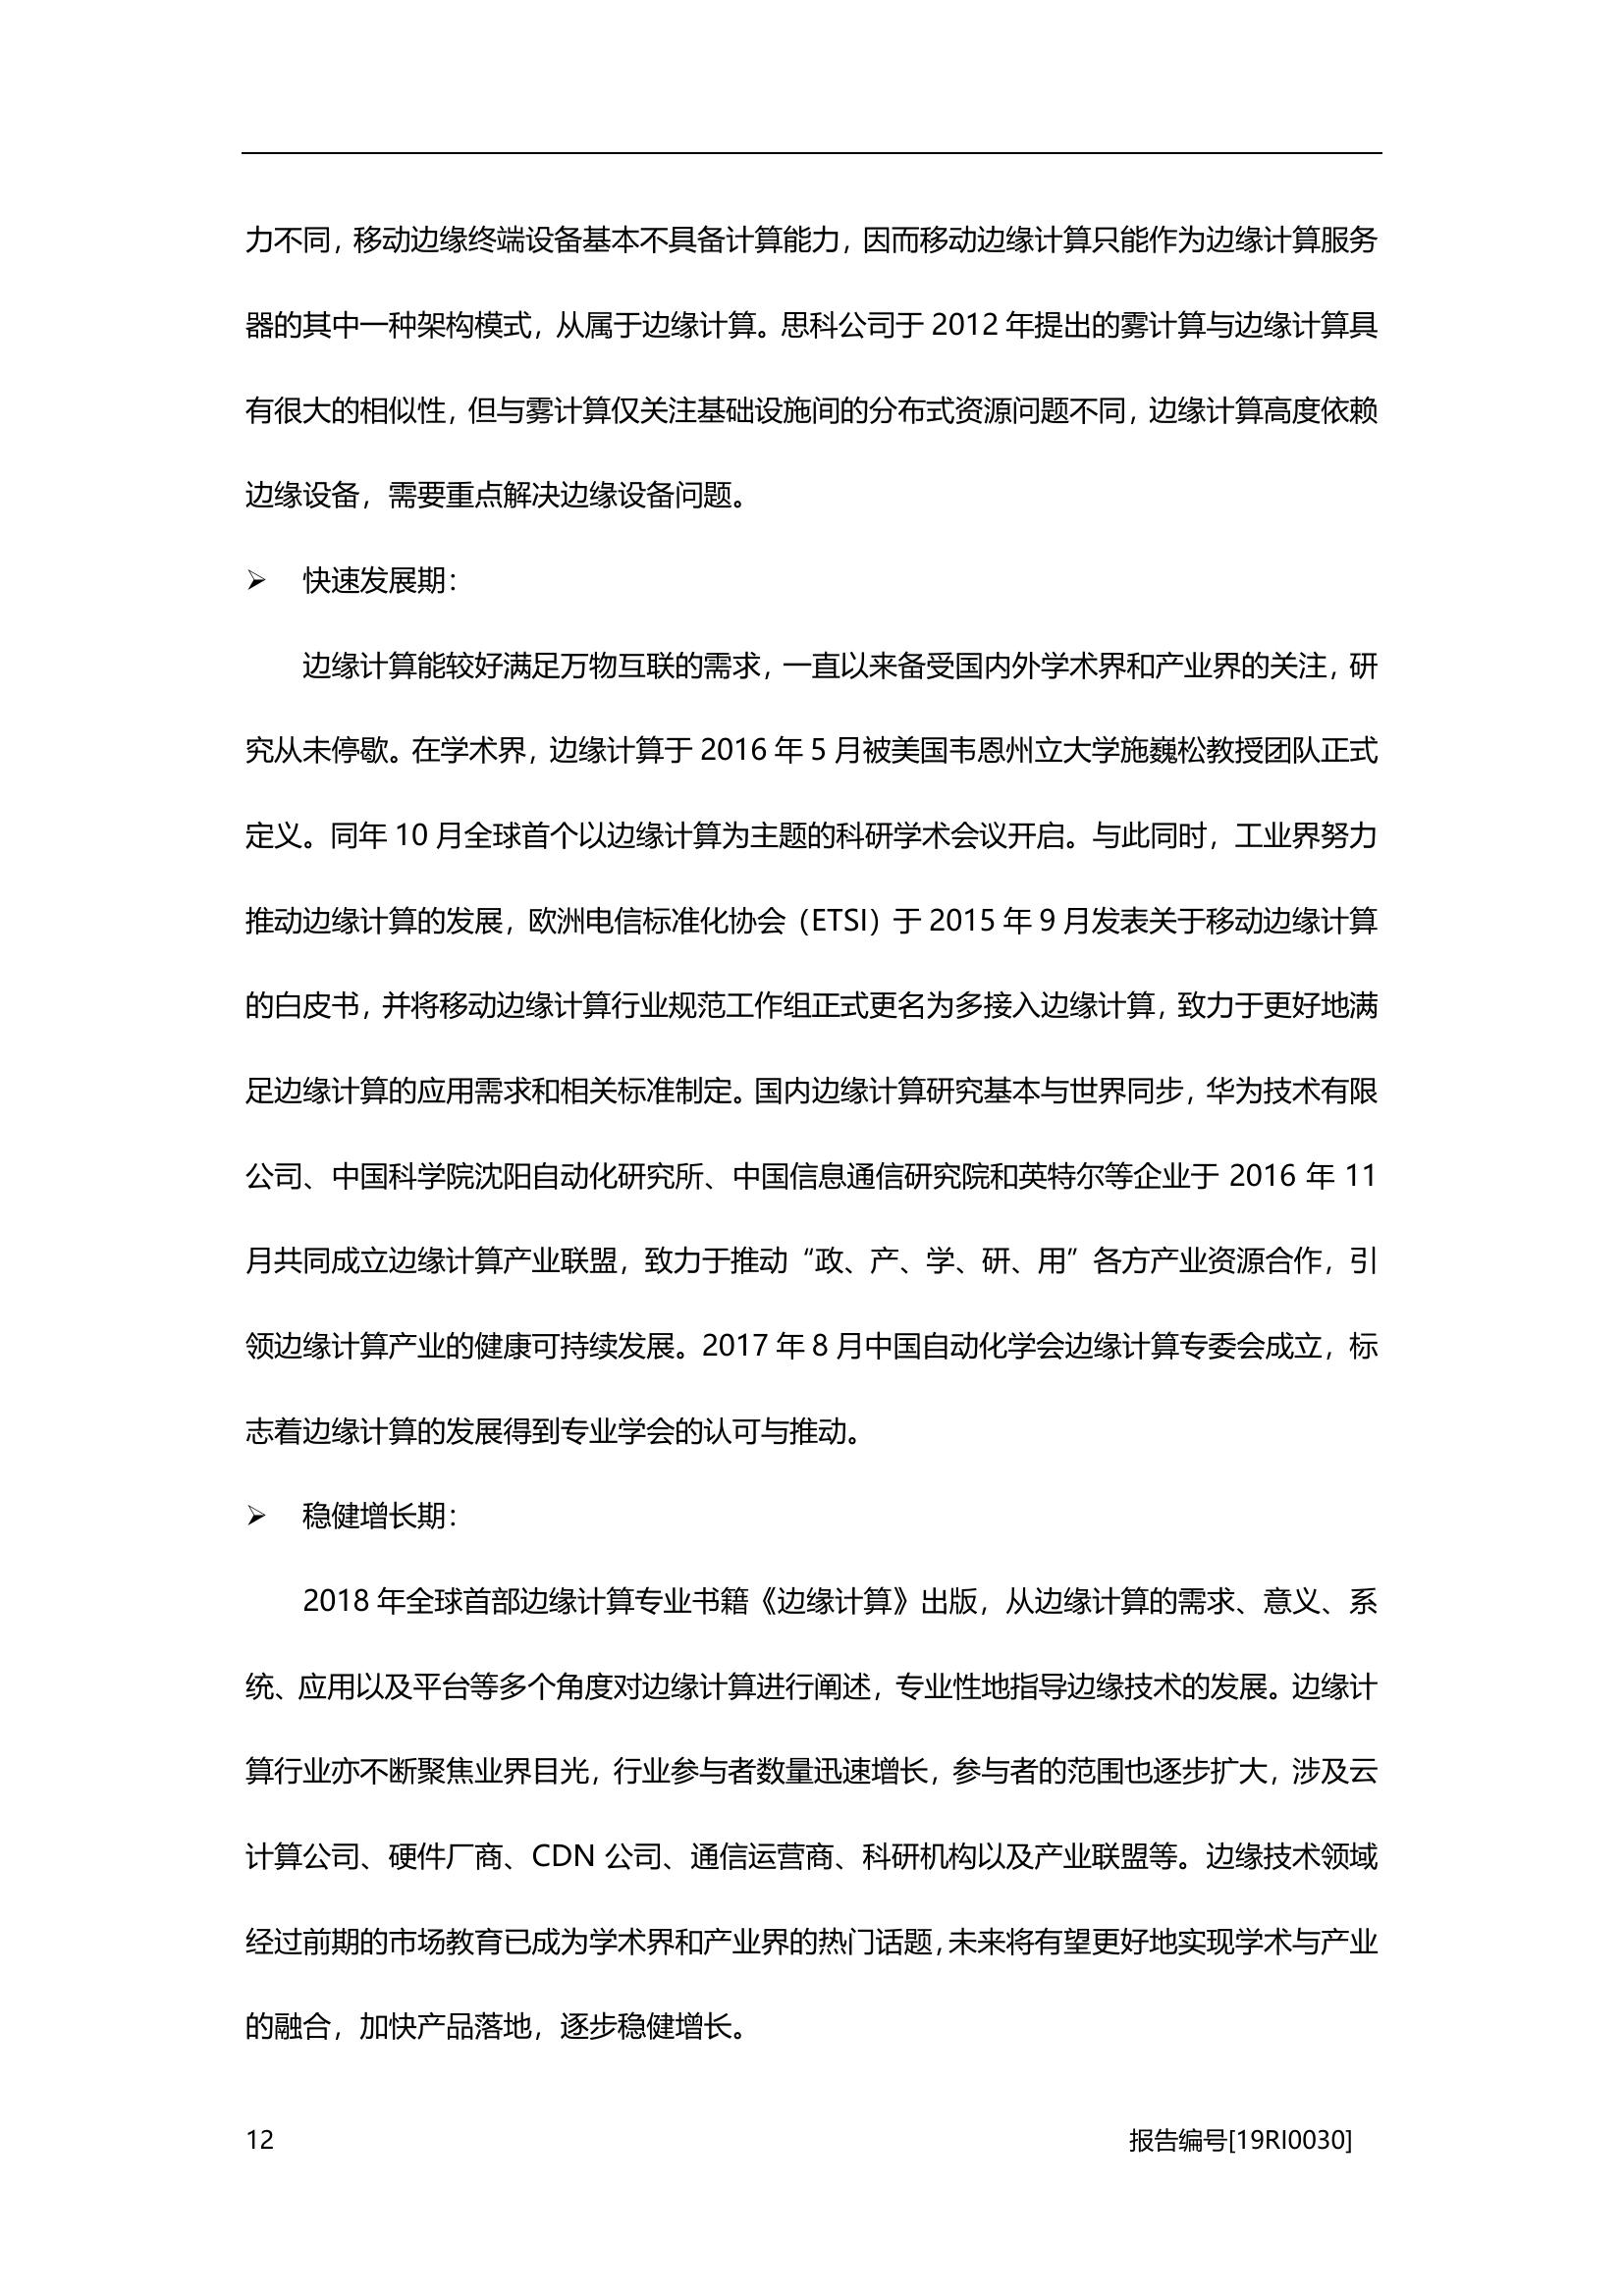 力不同，移动边缘终端设备基本不具备计算能力，因而移动边缘计算只能作为边缘计算服务
器的其中一种架构模式，从属于边缘计算。思科公司于 2012 年提出的雾计算与边缘计算具
有很大的相似性，但与雾计算仅关注基础设施间的分布式资源问题不同，边缘计算高度依赖
边缘设备，需要重点解决边缘设备问题。
➢ 快速发展期：
边缘计算能较好满足万物互联的需求，一直以来备受国内外学术界和产业界的关注，研
究从未停歇。在学术界，边缘计算于 2016 年 5 月被美国韦恩州立大学施巍松教授团队正式
定义。同年 10 月全球首个以边缘计算为主题的科研学术会议开启。与此同时，工业界努力
推动边缘计算的发展，欧洲电信标准化协会（ETSI）于 2015 年 9 月发表关于移动边缘计算
的白皮书，并将移动边缘计算行业规范工作组正式更名为多接入边缘计算，致力于更好地满
足边缘计算的应用需求和相关标准制定。国内边缘计算研究基本与世界同步，华为技术有限
公司、中国科学院沈阳自动化研究所、中国信息通信研究院和英特尔等企业于 2016 年 11
月共同成立边缘计算产业联盟，致力于推动“政、产、学、研、用”各方产业资源合作，引
领边缘计算产业的健康可持续发展。2017 年 8 月中国自动化学会边缘计算专委会成立，标
志着边缘计算的发展得到专业学会的认可与推动。
➢ 稳健增长期：
2018 年全球首部边缘计算专业书籍《边缘计算》出版，从边缘计算的需求、意义、系
统、应用以及平台等多个角度对边缘计算进行阐述，专业性地指导边缘技术的发展。边缘计
算行业亦不断聚焦业界目光，行业参与者数量迅速增长，参与者的范围也逐步扩大，涉及云
计算公司、硬件厂商、CDN 公司、通信运营商、科研机构以及产业联盟等。边缘技术领域
经过前期的市场教育已成为学术界和产业界的热门话题，未来将有望更好地实现学术与产业
的融合，加快产品落地，逐步稳健增长。
12 报告编号[19RI0030]